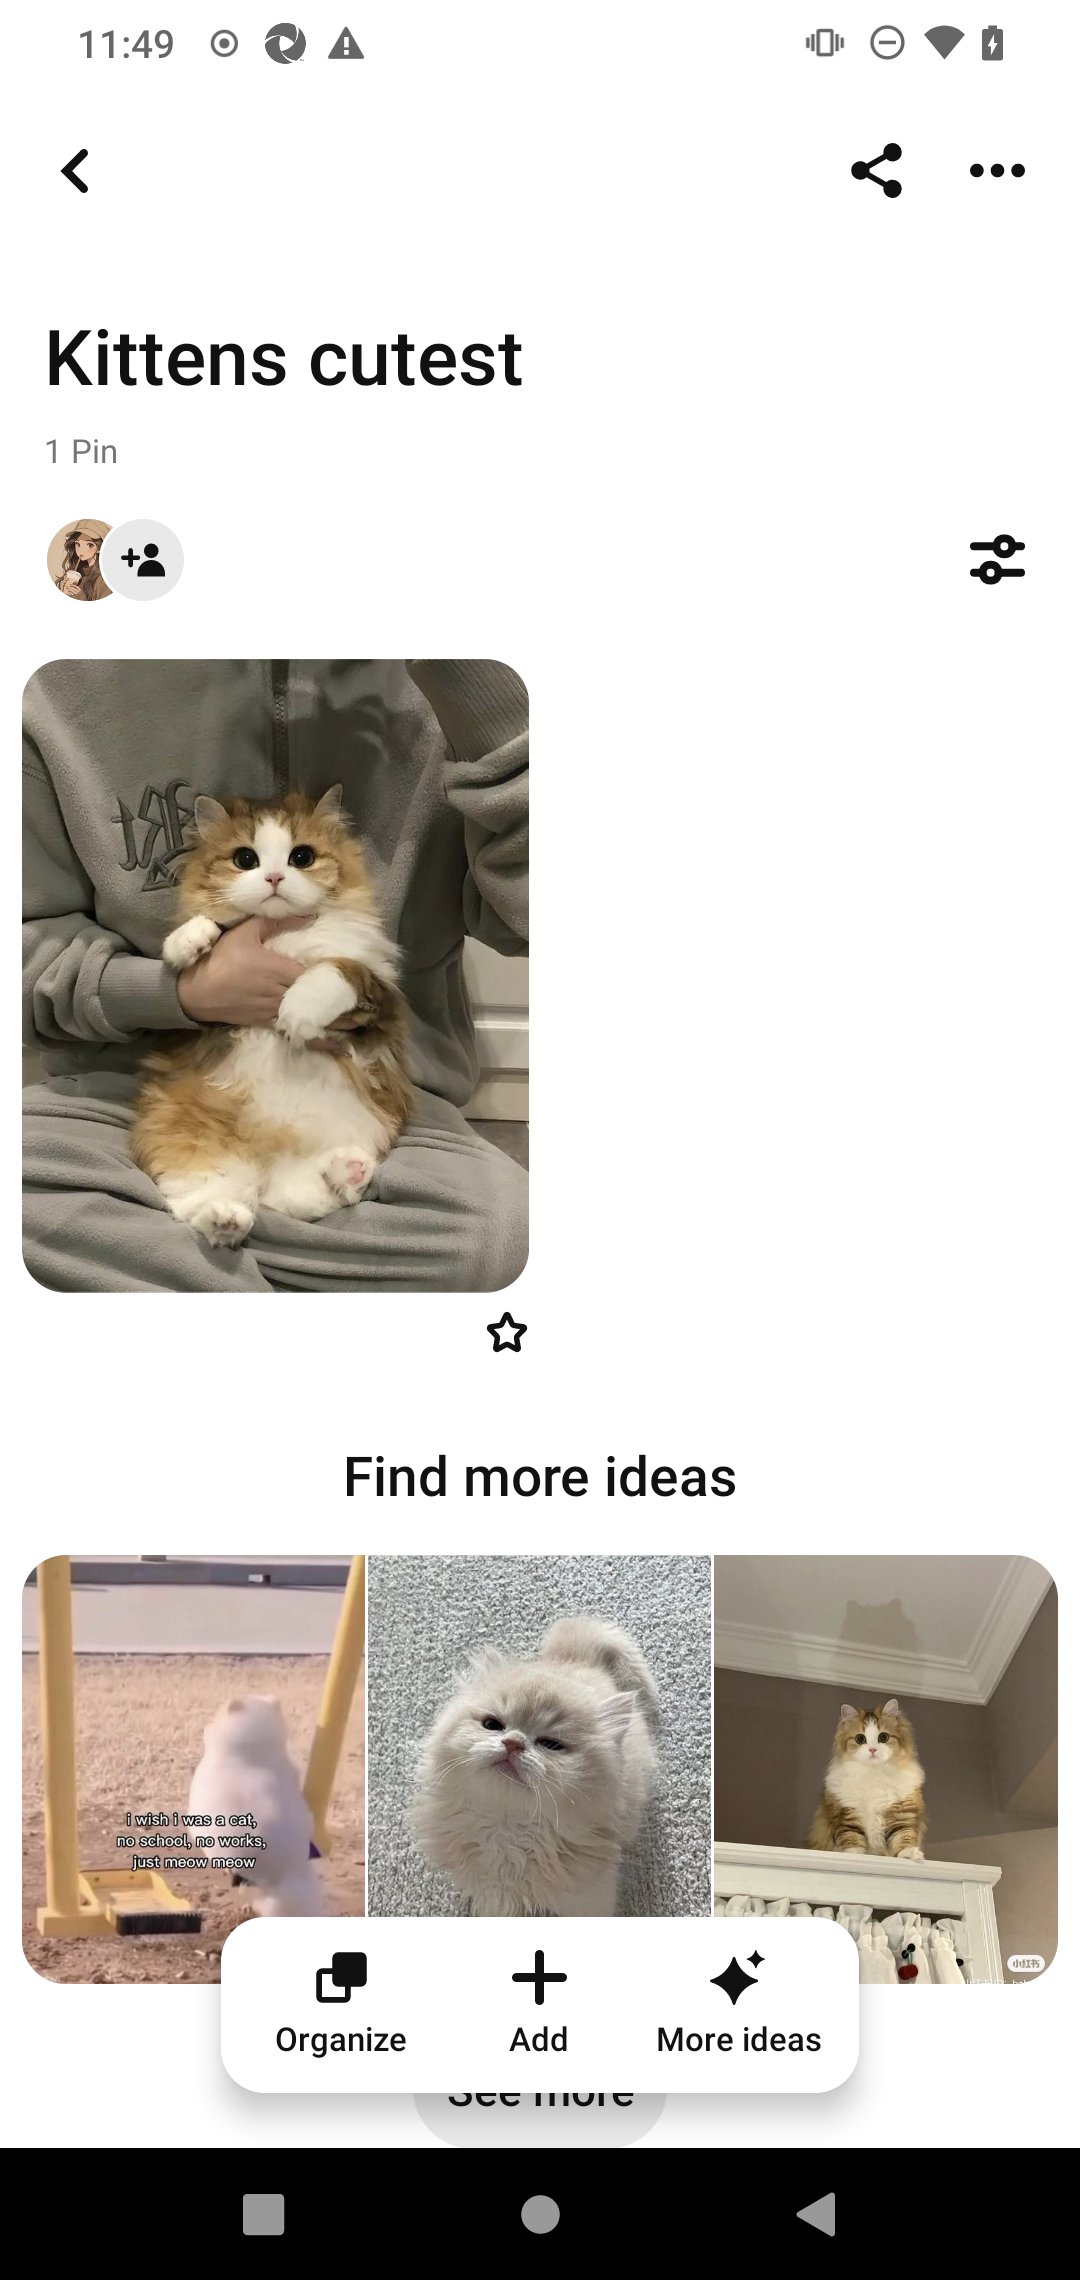 11:49
Kittens cutest
1 Pin
Find more ideas
i wish i was a cat,
no school, no works,
just meow meow
小红书
Organize
Add
More ideas
See more